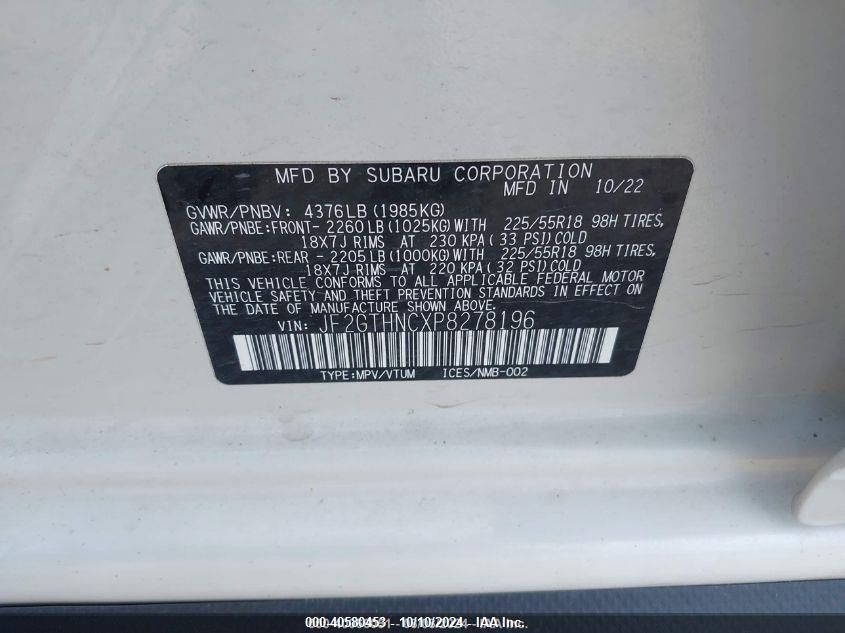 MFD BY SUBARU CORPORATION
MFD IN 10/22
GVWR/PNBV: 4376LB (1985KG)
GAWR/PNBE:FRONT- 2260LB (1025KG) WITH 225/55R18 98H TIRES,
18X7J RIMS AT 230 KPA (33 PSI) COLD
GAWR/PNBE:REAR - 2205LB (1000KG) WITH 225/55R18 98H TIRES,
18X7J RIMS AT 220 KPA (32 PSI) COLD
THIS VEHICLE CONFORMS TO ALL APPLICABLE FEDERAL MOTOR
VEHICLE SAFETY AND THEFT PREVENTION STANDARDS IN EFFECT ON
THE DATE OF MANUFACTURE SHOWN ABOVE.
VIN: JF2GTHNCXP8278196
TYPE:MPV/VTUM ICES/NMB-002
000-40580453 - 10/10/2024 - IAA Inc.